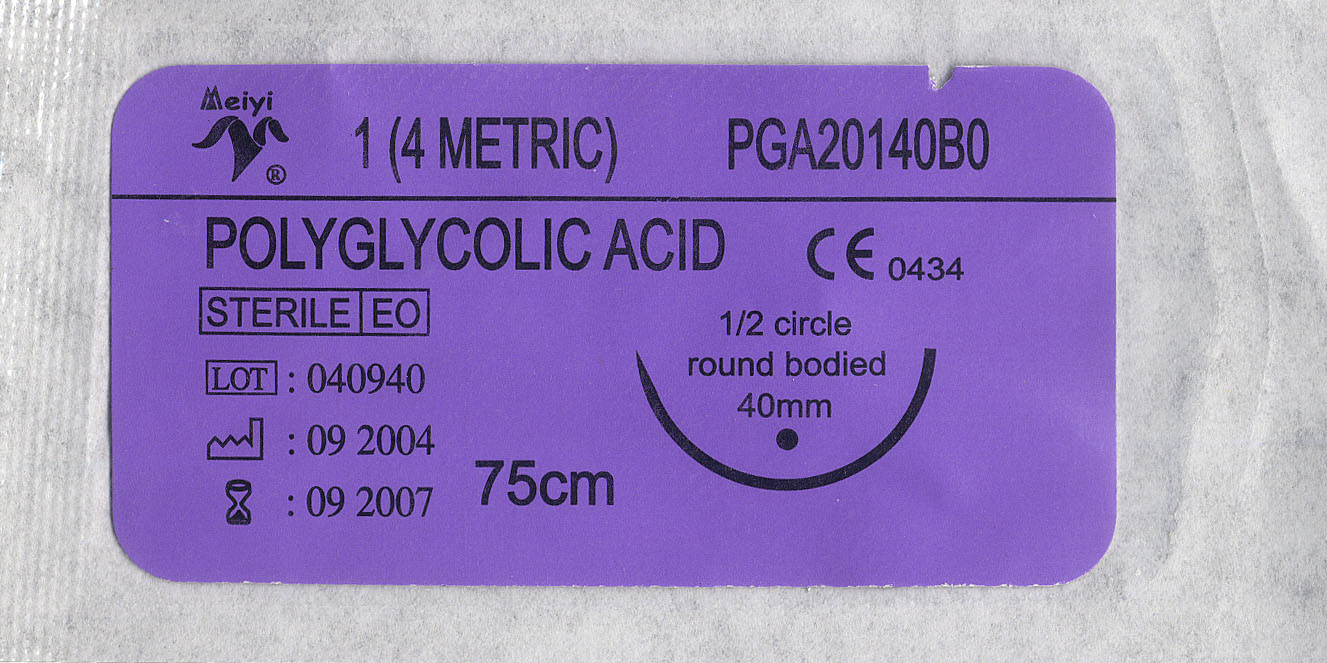 Meiyi
®
1 (4 METRIC) PGA20140B0
POLYGLYCOLIC ACID CE 0434
STERILE EO
1/2 circle
round bodied
40mm
LOT : 040940
: 09 2004
: 09 2007
75cm